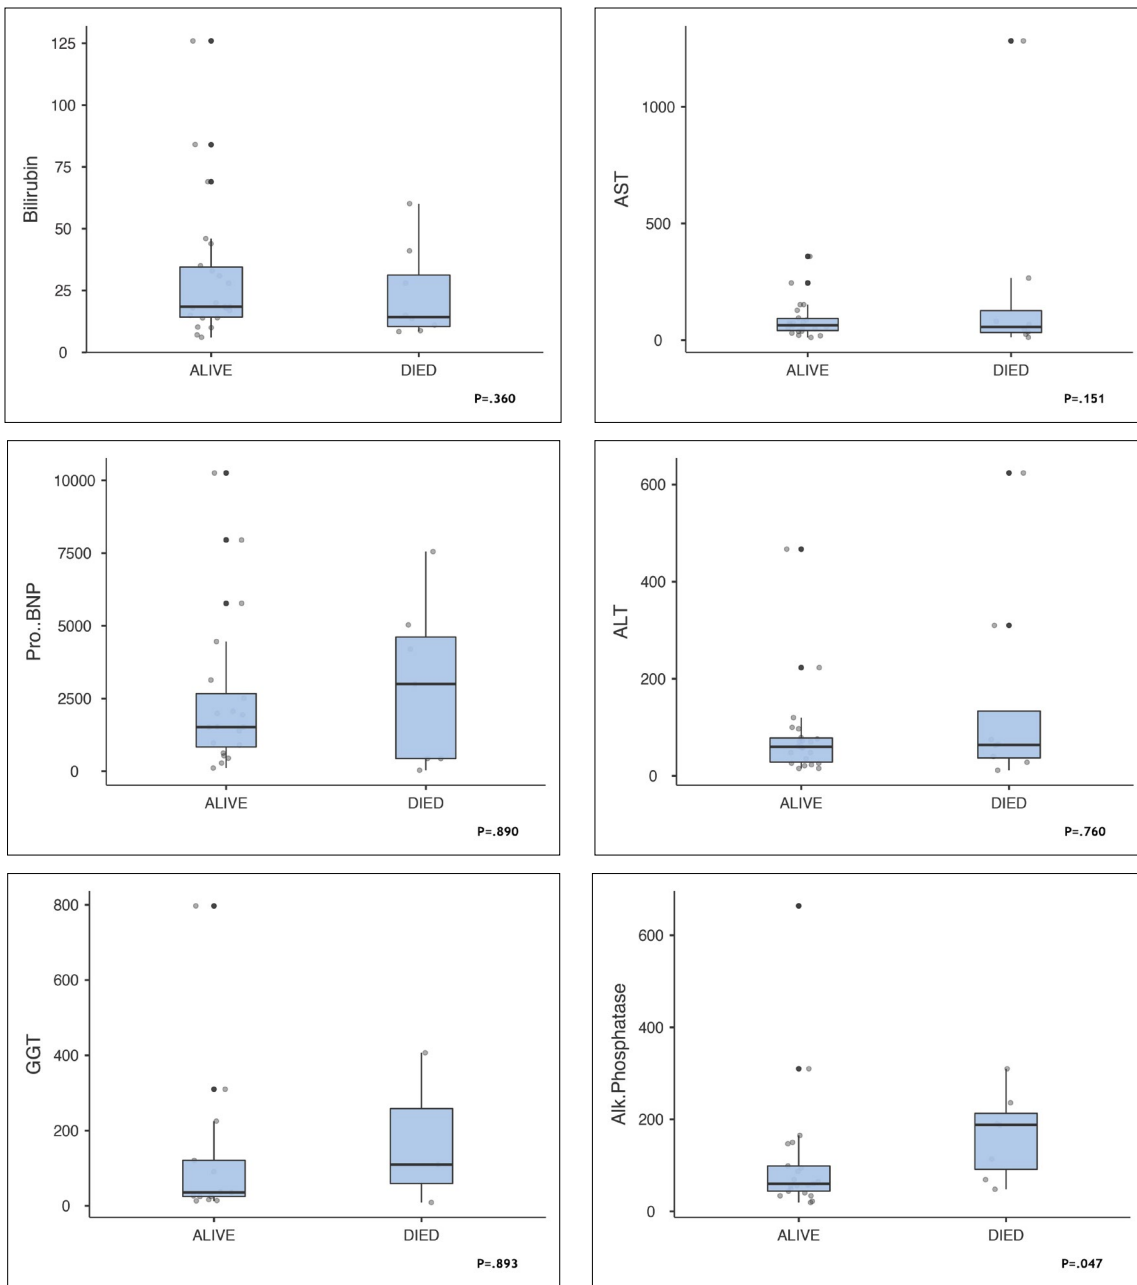 125
100
75
50
25
0
Bilirubin
ALIVE DIED
P=.360
1000
500
0
AST
ALIVE DIED
P=.151
10000
7500
5000
2500
0
Pro..BNP
ALIVE DIED
P=.890
600
400
200
0
ALT
ALIVE DIED
P=.760
800
600
400
200
0
GGT
ALIVE DIED
P=.893
600
400
200
0
Alk.Phosphatase
ALIVE DIED
P=.047